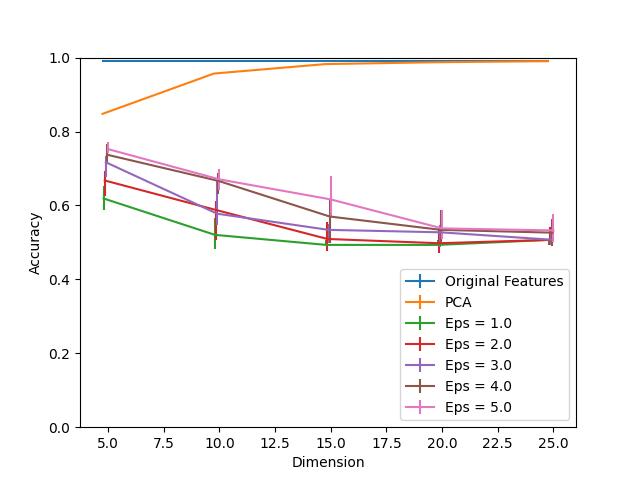 1.0
0.8
0.6
0.4
0.2
0.0
Accuracy
Original Features
PCA
Eps = 1.0
Eps = 2.0
Eps = 3.0
Eps = 4.0
Eps = 5.0
5.0 7.5 10.0 12.5 15.0 17.5 20.0 22.5 25.0
Dimension